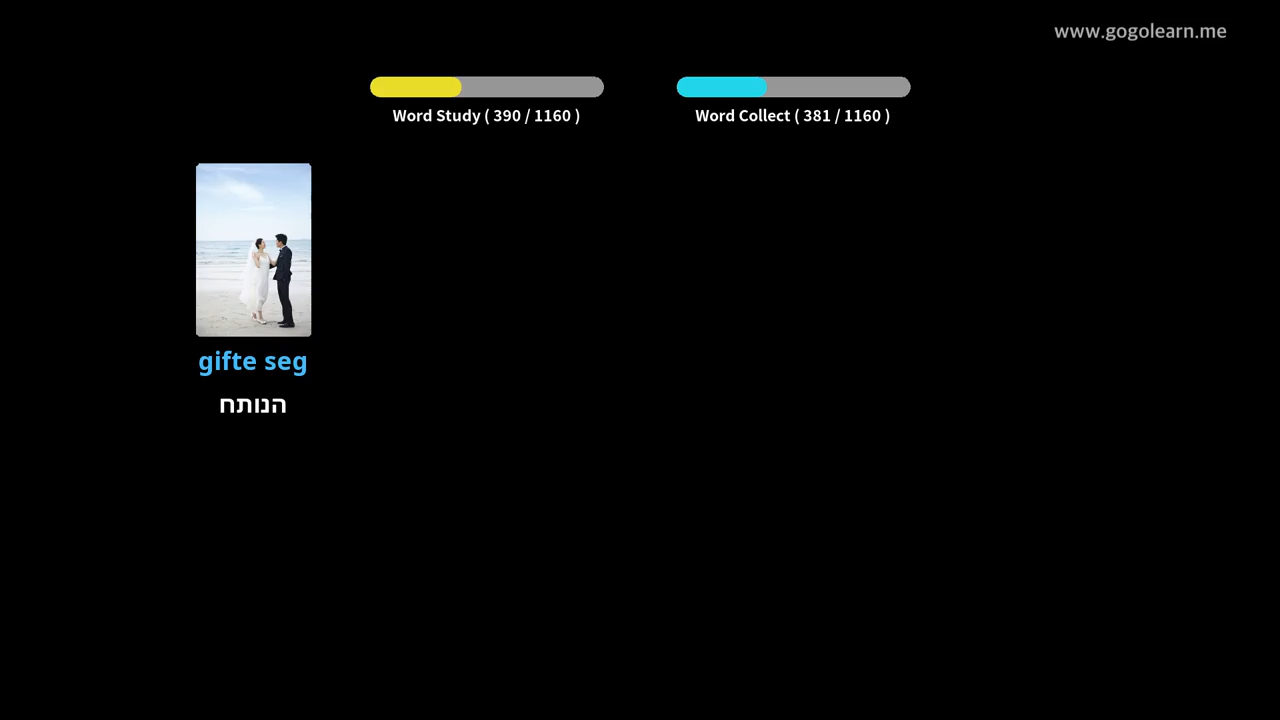 www.gogolearn.me
Word Study ( 390 / 1160 )
Word Collect ( 381 / 1160 )
gifte seg
הנותח